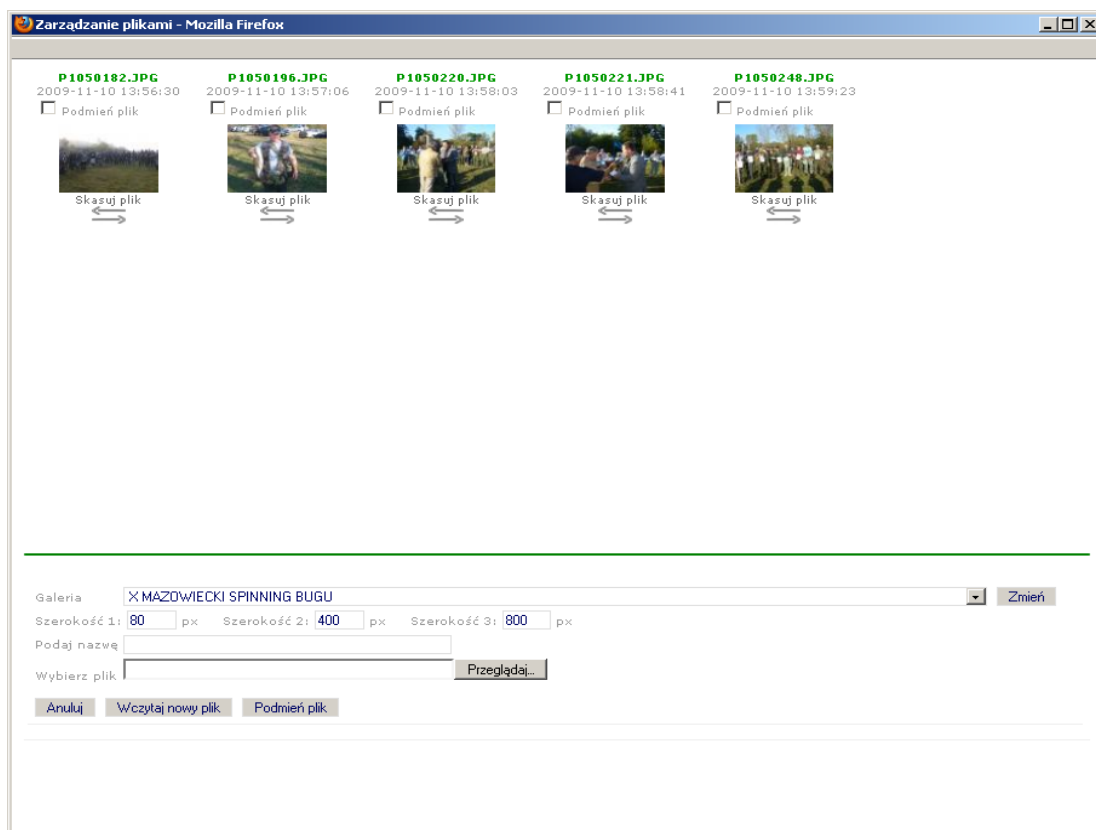 Zarządzanie plikami - Mozilla Firefox
P1050182.JPG P1050196.JPG P1050220.JPG P1050221.JPG P1050248.JPG
2009-11-10 13:56:30 2009-11-10 13:57:06 2009-11-10 13:58:03 2009-11-10 13:58:41 2009-11-10 13:59:23
Podmień plik Podmień plik Podmień plik Podmień plik Podmień plik
Skasuj plik Skasuj plik Skasuj plik Skasuj plik Skasuj plik
Galeria X MAZOWIECKI SPINNING BUGU Zmień
Szerokość 1: 80 px Szerokość 2: 400 px Szerokość 3: 800 px
Podaj nazwę
Wybierz plik Przeglądaj...
Anuluj Wczytaj nowy plik Podmień plik